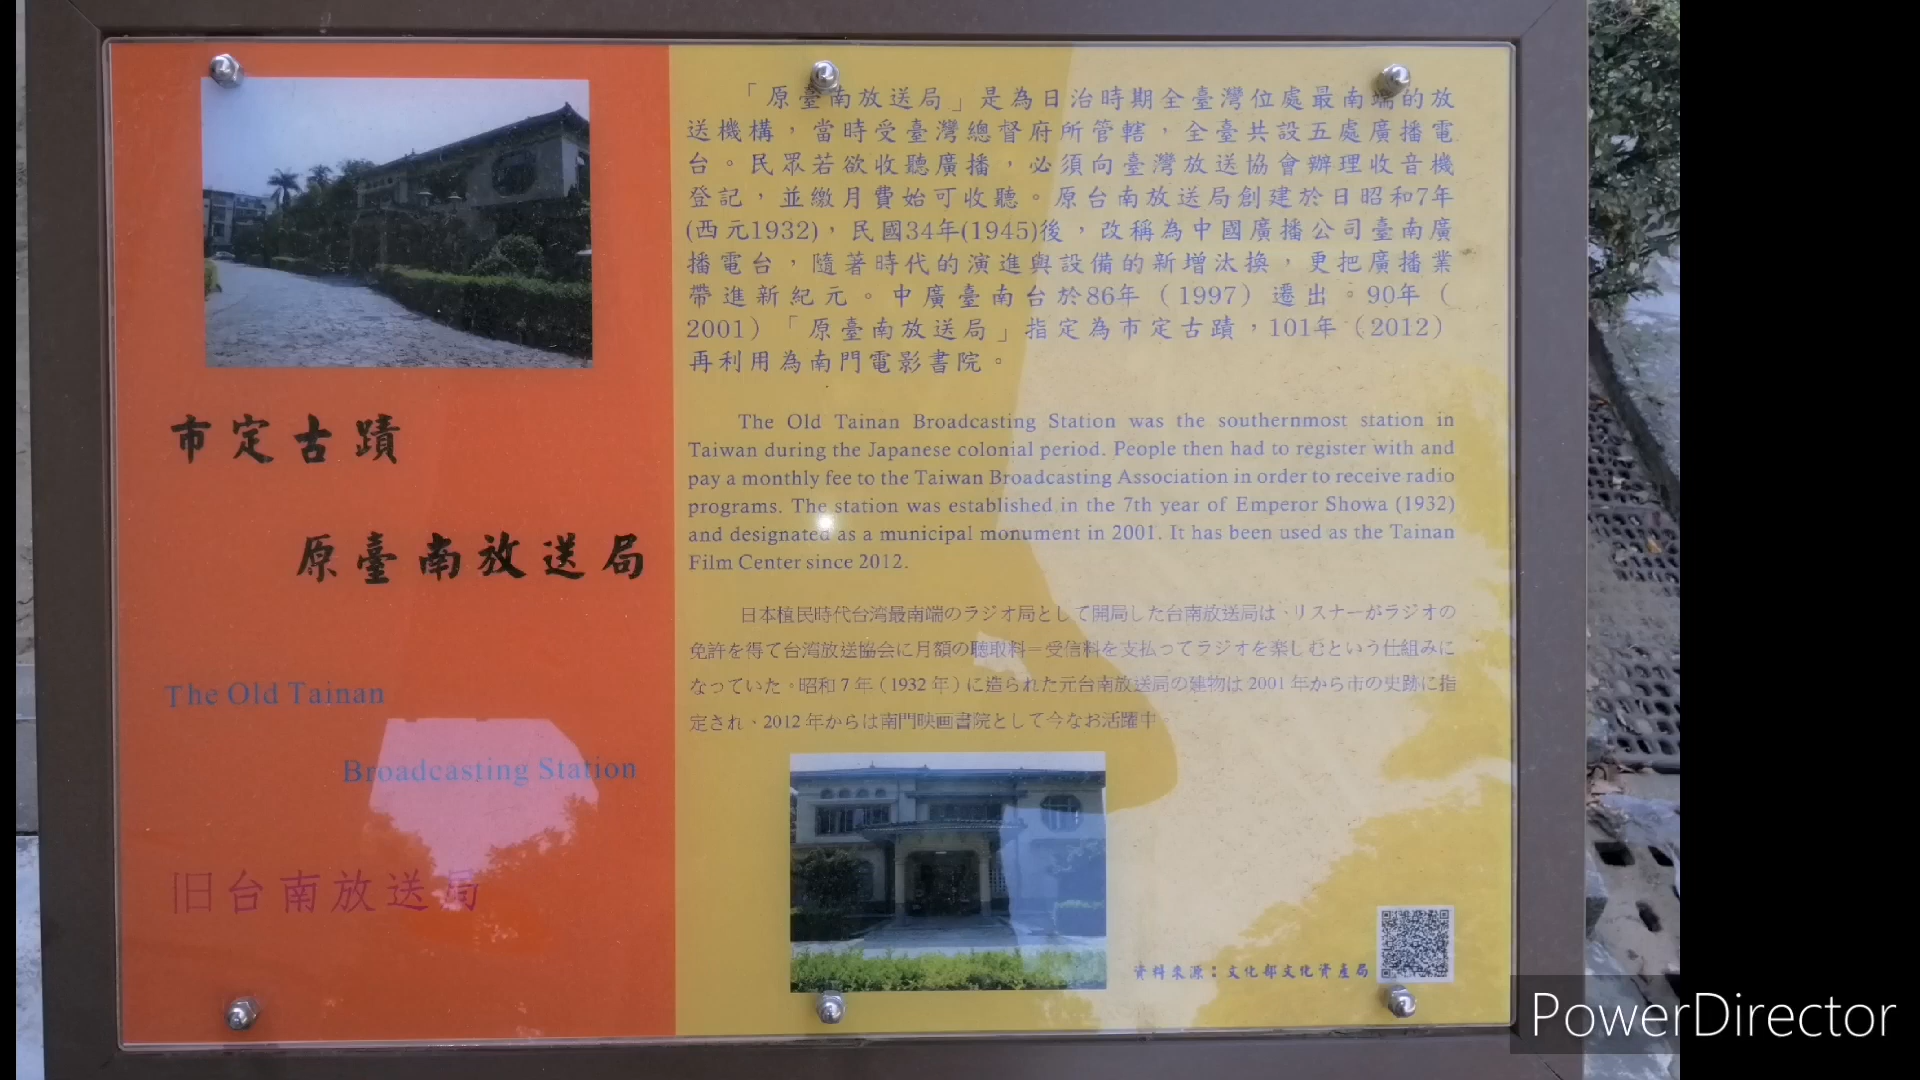 市定古蹟
原臺南放送局
The Old Tainan
Broadcasting Station
旧台南放送局
「原臺南放送局」是為日治時期全臺灣位處最南端的放
送機構，當時受臺灣總督府所管轄，全臺共設五處廣播電
台。民眾若欲收聽廣播，必須向臺灣放送協會辦理收音機
登記，並繳月費始可收聽。原台南放送局創建於日昭和7年
(西元1932)，民國34年(1945)後，改稱為中國廣播公司臺南廣
播電台，隨著時代的演進與設備的新增汰換，更把廣播業
帶進新紀元。中廣臺南台於86年（1997）遷出。90年（
2001）「原臺南放送局」指定為市定古蹟，101年（2012）
再利用為南門電影書院。
The Old Tainan Broadcasting Station was the southernmost station in
Taiwan during the Japanese colonial period. People then had to register with and
pay a monthly fee to the Taiwan Broadcasting Association in order to receive radio
programs. The station was established in the 7th year of Emperor Showa (1932)
and designated as a municipal monument in 2001. It has been used as the Tainan
Film Center since 2012.
日本植民時代台湾最南端のラジオ局として開局した台南放送局は、リスナーがラジオの
免許を得て台湾放送協会に月額の聴取料＝受信料を支払ってラジオを楽しむという仕組みに
なっていた。昭和7年（1932年）に造られた元台南放送局の建物は2001年から市の史跡に指
定され、2012年からは南門映画書院として今なお活躍中
資料來源：文化部文化資產局
PowerDirector